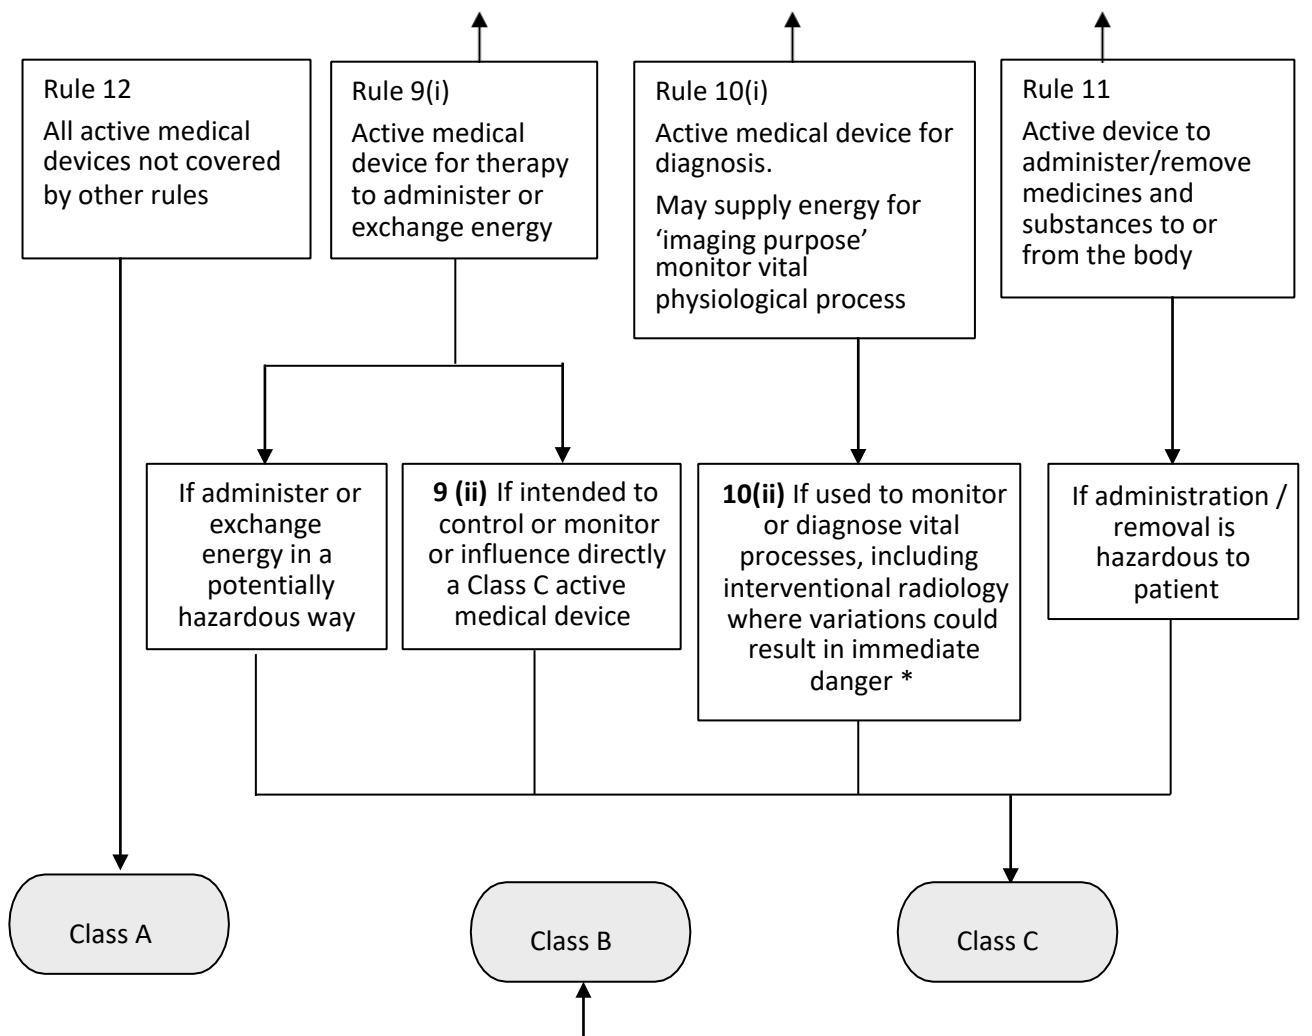 Rule 12
All active medical
devices not covered
by other rules
Rule 9(i)
Active medical
device for therapy
to administer or
exchange energy
Rule 10(i)
Active medical device for
diagnosis.
May supply energy for
‘imaging purpose’
monitor vital
physiological process
Rule 11
Active device to
administer/remove
medicines and
substances to or
from the body
If administer or
exchange
energy in a
potentially
hazardous way
9 (ii) If intended to
control or monitor
or influence directly
a Class C active
medical device
10(ii) If used to monitor
or diagnose vital
processes, including
interventional radiology
where variations could
result in immediate
danger *
If administration /
removal is
hazardous to
patient
Class A
Class B
Class C